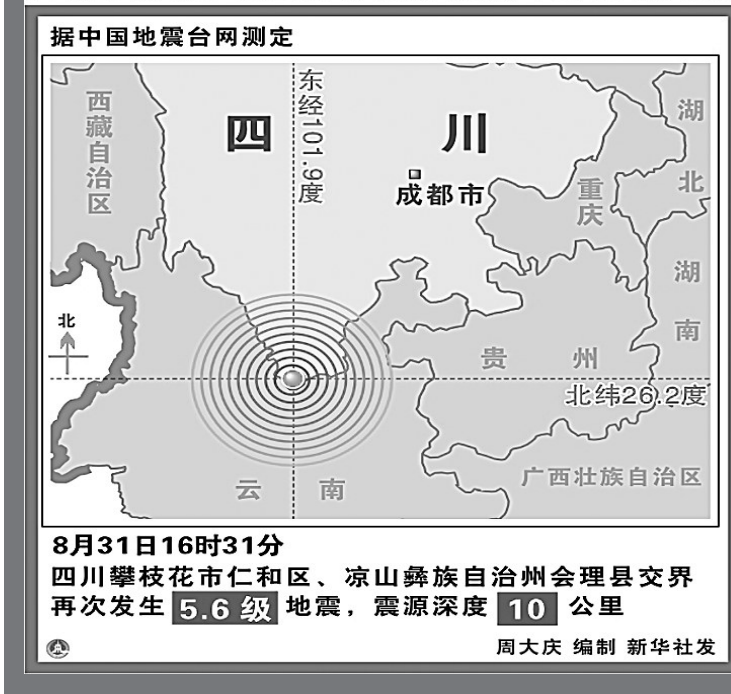 据中国地震台网测定
西藏自治区
四川
东经101.9度
成都市
重庆
湖北
湖南
北
贵州
北纬26.2度
云南
广西壮族自治区
8月31日16时31分
四川攀枝花市仁和区、凉山彝族自治州会理县交界
再次发生 5.6 级 地震，震源深度 10 公里
周大庆 编制 新华社发